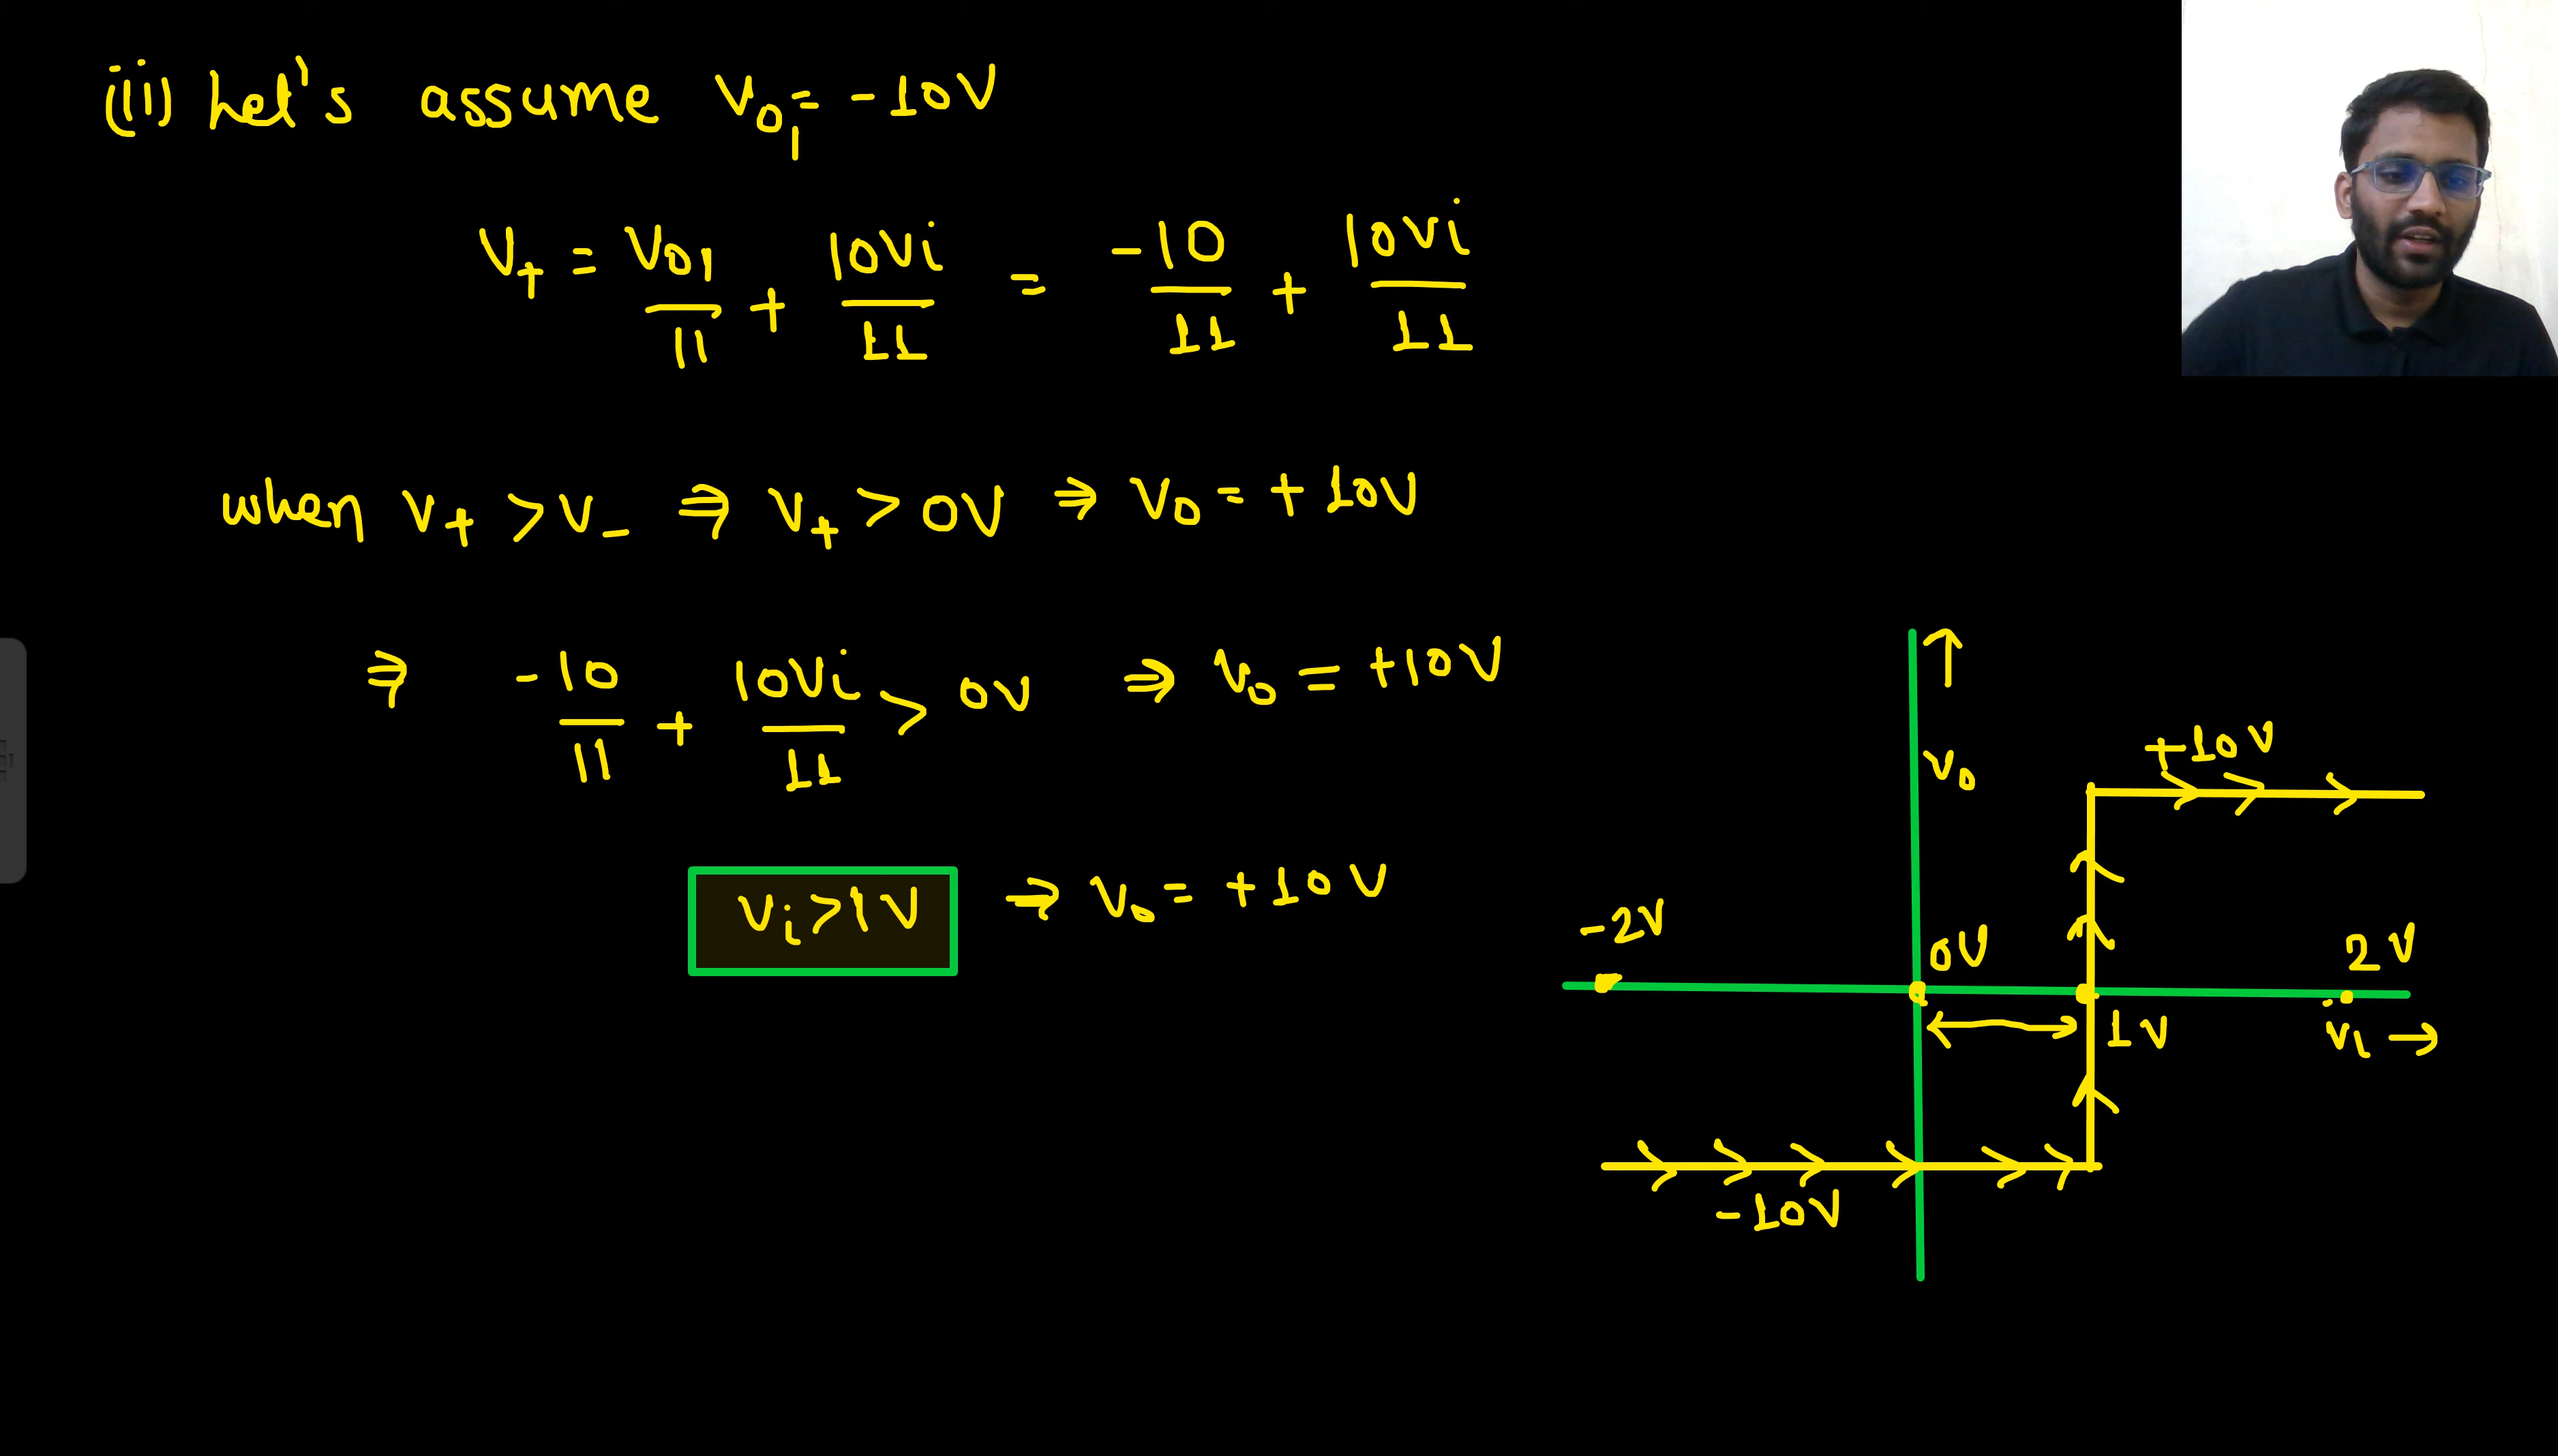 (ii) Let's assume V₀₁ = -10V
V₊ = V₀₁/11 + 10Vi/11 = -10/11 + 10Vi/11
when V₊ > V₋ ⇒ V₊ > 0V ⇒ V₀ = +10V
⇒ -10/11 + 10Vi/11 > 0V ⇒ V₀ = +10V
Vi > 1V ⇒ V₀ = +10V
+10V
V₀
-2V
0V
2V
1V
Vi →
-10V